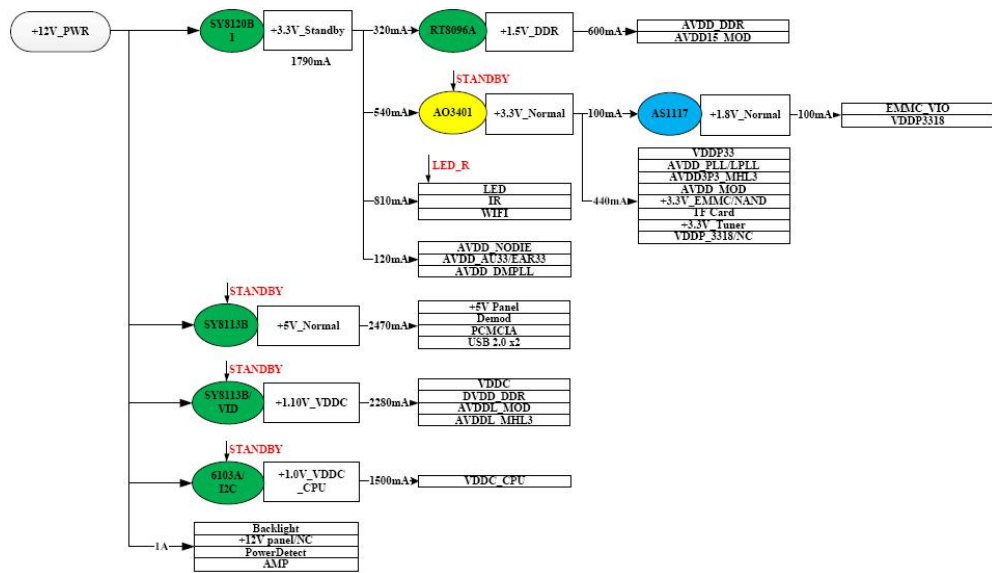 +12V_PWR
SY8120B
1
+3.3V_Standby
1790mA
320mA
RT8096A
+1.5V_DDR
600mA
AVDD_DDR
AVDD15_MOD
STANDBY
540mA
AO3401
+3.3V_Normal
100mA
AS1117
+1.8V_Normal
100mA
EMMC_VIO
VDDP3318
440mA
VDDP33
AVDD_PLL/LPLL
AVDD3P3_MHL3
AVDD_MOD
+3.3V_EMMC/NAND
TF Card
+3.3V_Tuner
VDDP_3318/NC
LED_R
810mA
LED
IR
WIFI
120mA
AVDD_NODIE
AVDD_AU33/EAR33
AVDD_DMPLL
STANDBY
SY8113B
+5V_Normal
2470mA
+5V Panel
Demod
PCMCIA
USB 2.0 x2
STANDBY
SY8113B/
VID
+1.10V_VDDC
2280mA
VDDC
DVDD_DDR
AVDDL_MOD
AVDDL_MHL3
STANDBY
6103A/
I2C
+1.0V_VDDC
_CPU
1500mA
VDDC_CPU
1A
Backlight
+12V panel/NC
PowerDetect
AMP